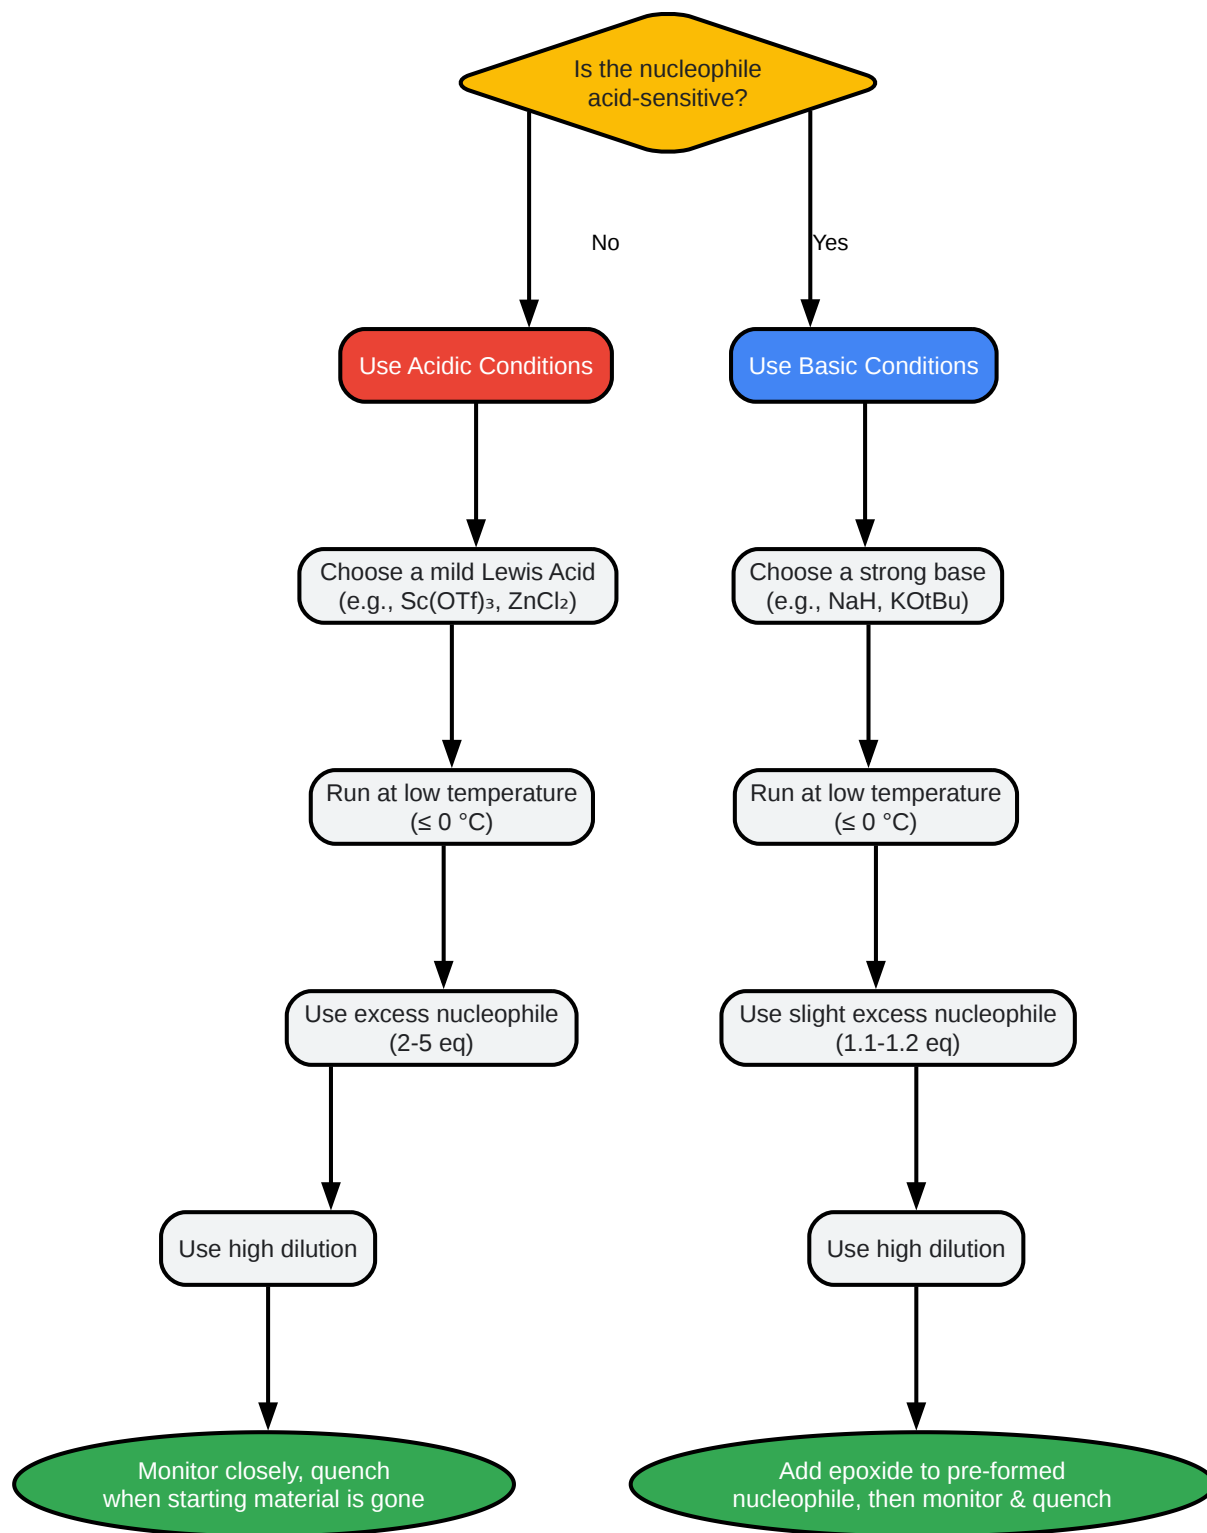 Is the nucleophile
acid-sensitive?
No
Yes
Use Acidic Conditions
Use Basic Conditions
Choose a mild Lewis Acid
(e.g., Sc(OTf)₃, ZnCl₂)
Choose a strong base
(e.g., NaH, KOtBu)
Run at low temperature
(≤ 0 °C)
Run at low temperature
(≤ 0 °C)
Use excess nucleophile
(2-5 eq)
Use slight excess nucleophile
(1.1-1.2 eq)
Use high dilution
Use high dilution
Monitor closely, quench
when starting material is gone
Add epoxide to pre-formed
nucleophile, then monitor & quench